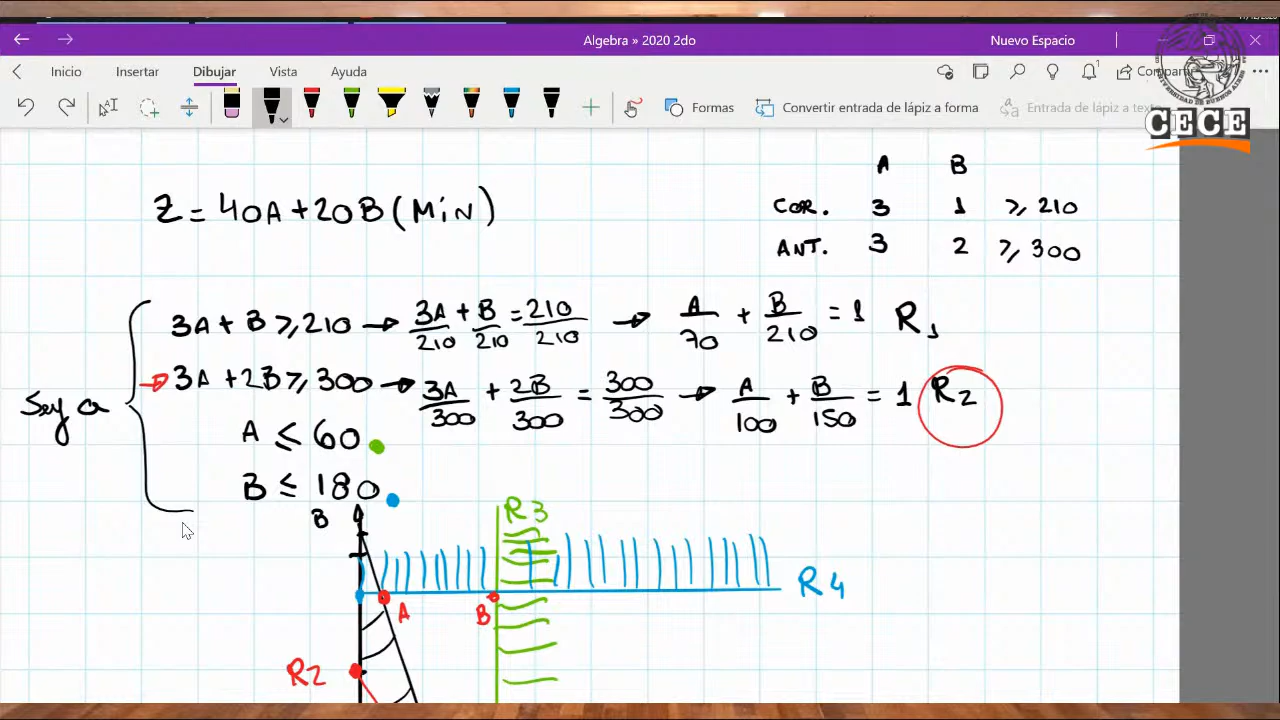 Algebra » 2020 2do
Nuevo Espacio
Inicio Insertar Dibujar Vista Ayuda
Compartir
Formas
Convertir entrada de lápiz a forma
Entrada de lápiz a texto
CECE
A B
Z = 40A + 20B (MiN)
COR. 3 1 ≥ 210
ANT. 3 2 ≥ 300
3A + B ≥ 210 → 3A/210 + B/210 = 210/210 → A/70 + B/210 = 1 R1
3A + 2B ≥ 300 → 3A/300 + 2B/300 = 300/300 → A/100 + B/150 = 1 R2
A ≤ 60
B ≤ 180
B
R3
R4
A
B
R2